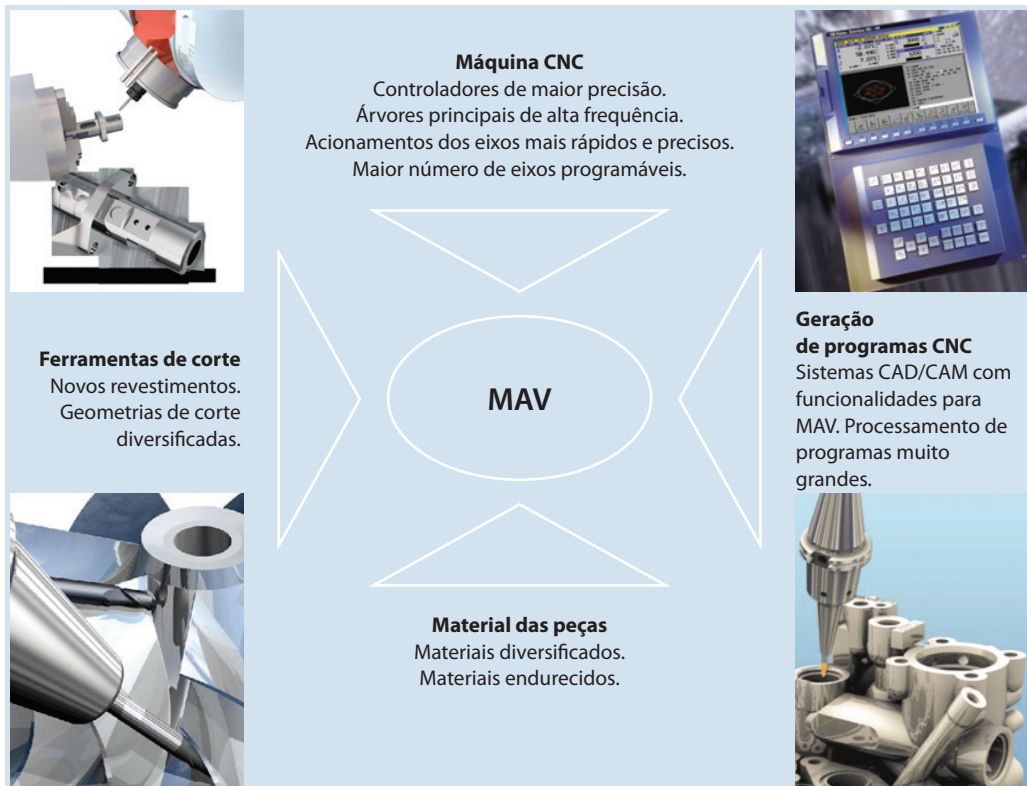 Máquina CNC
Controladores de maior precisão.
Árvores principais de alta frequência.
Acionamentos dos eixos mais rápidos e precisos.
Maior número de eixos programáveis.
Ferramentas de corte
Novos revestimentos.
Geometrias de corte
diversificadas.
MAV
Geração
de programas CNC
Sistemas CAD/CAM com
funcionalidades para
MAV. Processamento de
programas muito
grandes.
Material das peças
Materiais diversificados.
Materiais endurecidos.